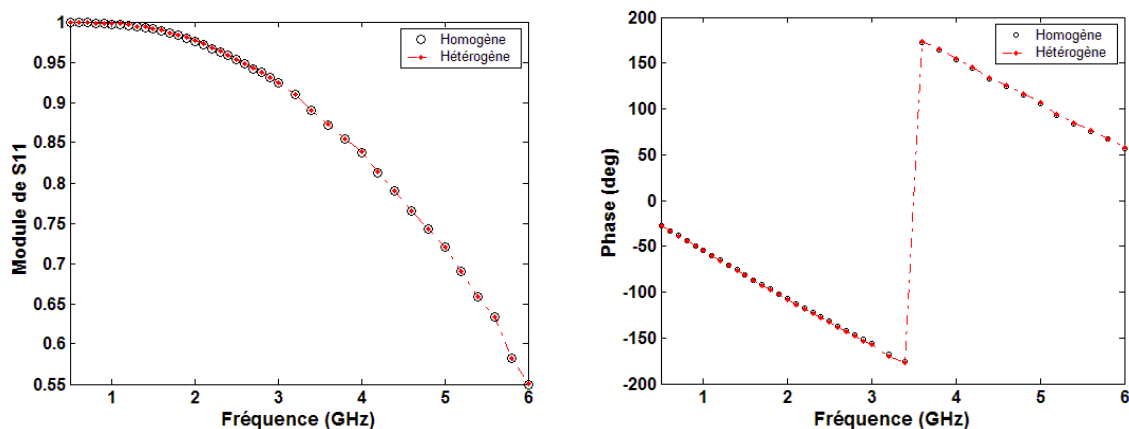 Module de S11
1
0.95
0.9
0.85
0.8
0.75
0.7
0.65
0.6
0.55
1 2 3 4 5 6
Fréquence (GHz)
Homogène
Hétérogène
Phase (deg)
200
150
100
50
0
-50
-100
-150
-200
1 2 3 4 5 6
Fréquence (GHz)
Homogène
Hétérogène